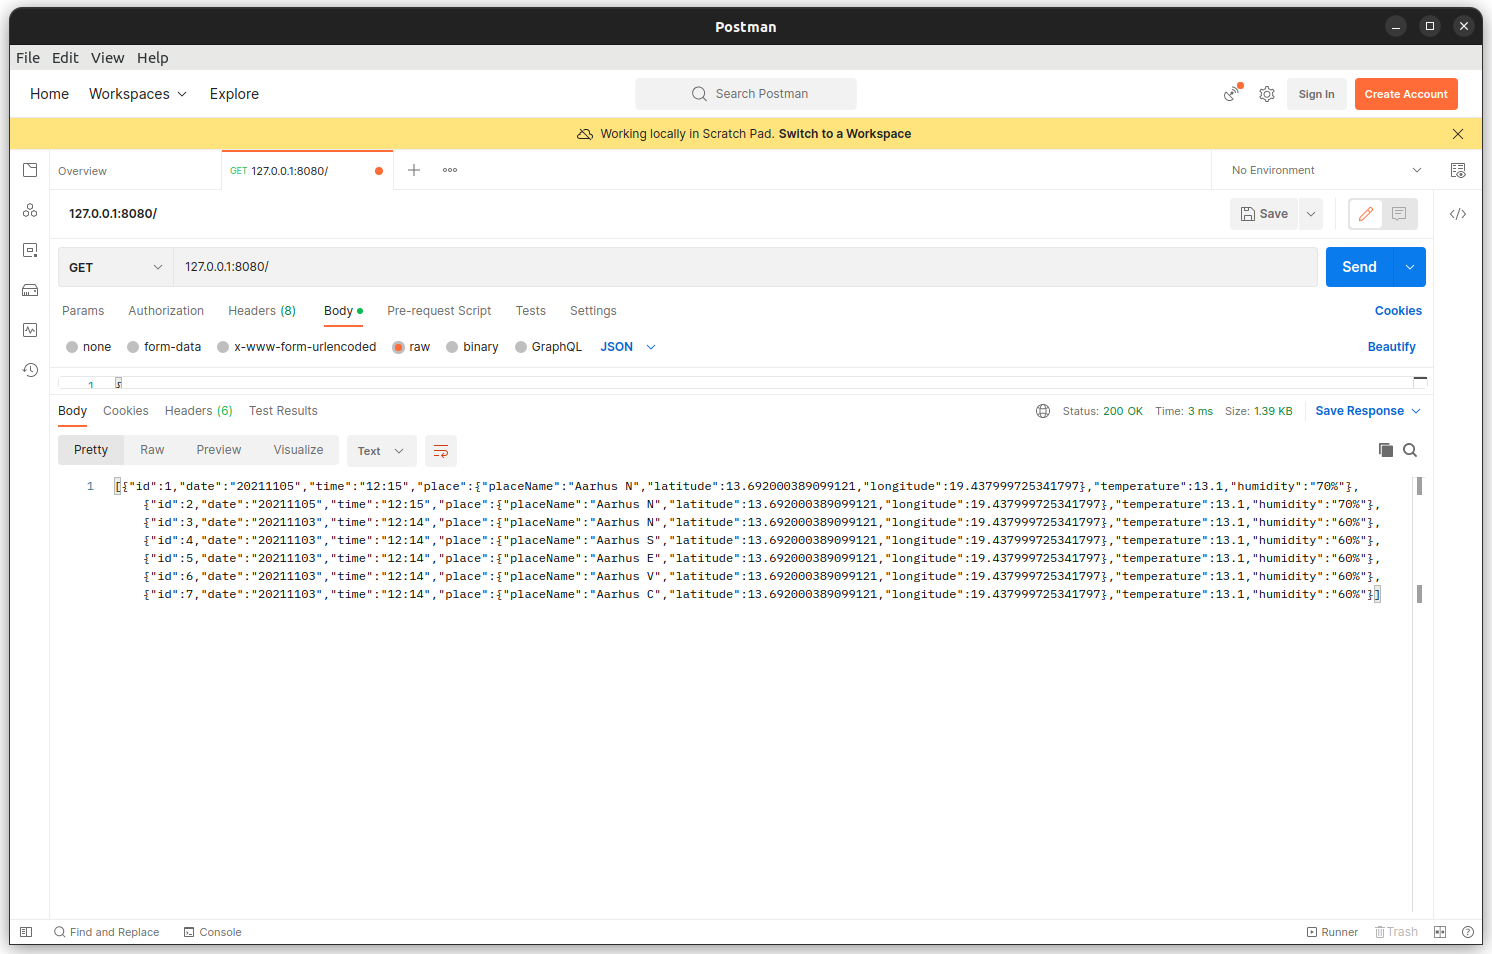 Postman
File Edit View Help
Home Workspaces Explore Search Postman Sign In Create Account
Working locally in Scratch Pad. Switch to a Workspace
Overview GET 127.0.0.1:8080/ No Environment
127.0.0.1:8080/ Save
GET 127.0.0.1:8080/ Send
Params Authorization Headers (8) Body Pre-request Script Tests Settings Cookies
none form-data x-www-form-urlencoded raw binary GraphQL JSON Beautify
1 {
Body Cookies Headers (6) Test Results Status: 200 OK Time: 3 ms Size: 1.39 KB Save Response
Pretty Raw Preview Visualize Text
1 [{"id":1,"date":"20211105","time":"12:15","place":{"placeName":"Aarhus N","latitude":13.692000389099121,"longitude":19.437999725341797},"temperature":13.1,"humidity":"70%"},
{"id":2,"date":"20211105","time":"12:15","place":{"placeName":"Aarhus N","latitude":13.692000389099121,"longitude":19.437999725341797},"temperature":13.1,"humidity":"70%"},
{"id":3,"date":"20211103","time":"12:14","place":{"placeName":"Aarhus N","latitude":13.692000389099121,"longitude":19.437999725341797},"temperature":13.1,"humidity":"60%"},
{"id":4,"date":"20211103","time":"12:14","place":{"placeName":"Aarhus S","latitude":13.692000389099121,"longitude":19.437999725341797},"temperature":13.1,"humidity":"60%"},
{"id":5,"date":"20211103","time":"12:14","place":{"placeName":"Aarhus E","latitude":13.692000389099121,"longitude":19.437999725341797},"temperature":13.1,"humidity":"60%"},
{"id":6,"date":"20211103","time":"12:14","place":{"placeName":"Aarhus V","latitude":13.692000389099121,"longitude":19.437999725341797},"temperature":13.1,"humidity":"60%"},
{"id":7,"date":"20211103","time":"12:14","place":{"placeName":"Aarhus C","latitude":13.692000389099121,"longitude":19.437999725341797},"temperature":13.1,"humidity":"60%"}]
Find and Replace Console Runner Trash